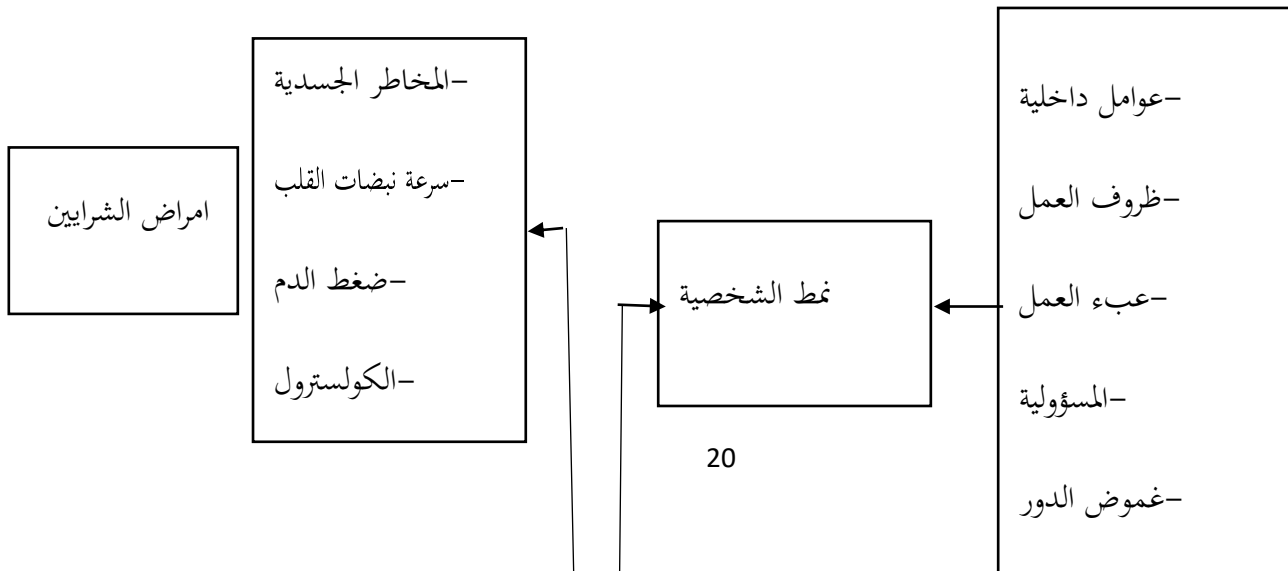 -عوامل داخلية
-ظروف العمل
-عبء العمل
-المسؤولية
-غموض الدور
نمط الشخصية
-المخاطر الجسدية
-سرعة نبضات القلب
-ضغط الدم
-الكولسترول
امراض الشرايين
20